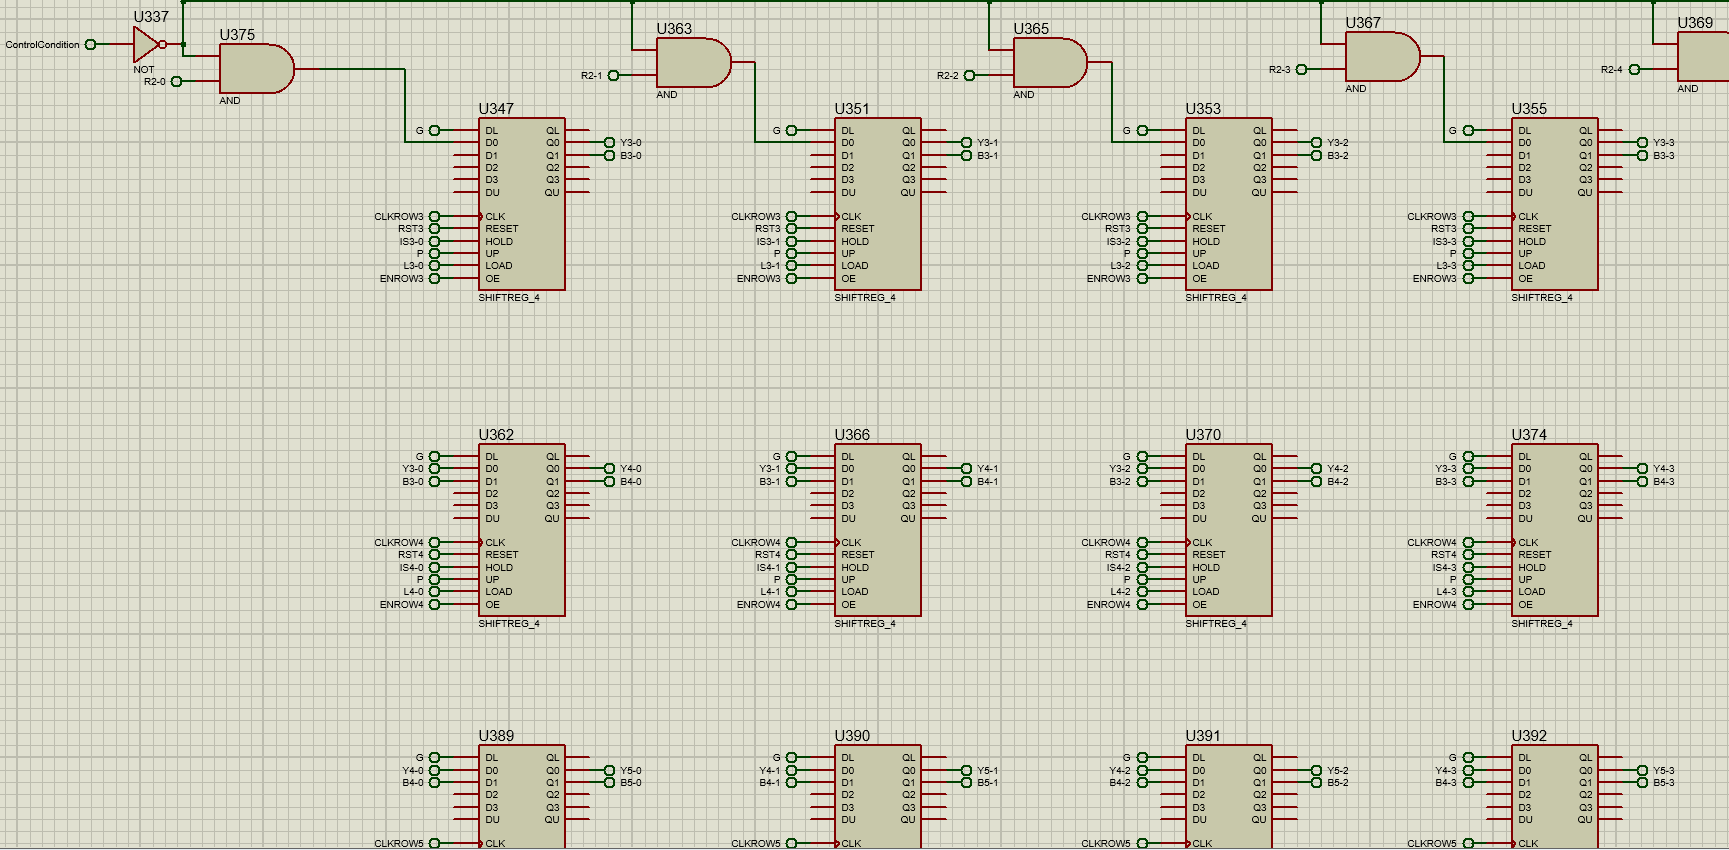 U337
ControlCondition
NOT
R2-0
U375
AND
U363
R2-1
AND
U365
R2-2
AND
U367
R2-3
AND
U369
R2-4
AND
U347
G DL QL
D0 Q0 Y3-0
D1 Q1 B3-0
D2 Q2
D3 Q3
DU QU
CLKROW3 CLK
RST3 RESET
IS3-0 HOLD
P UP
L3-0 LOAD
ENROW3 OE
SHIFTREG_4
U351
G DL QL
D0 Q0 Y3-1
D1 Q1 B3-1
D2 Q2
D3 Q3
DU QU
CLKROW3 CLK
RST3 RESET
IS3-1 HOLD
P UP
L3-1 LOAD
ENROW3 OE
SHIFTREG_4
U353
G DL QL
D0 Q0 Y3-2
D1 Q1 B3-2
D2 Q2
D3 Q3
DU QU
CLKROW3 CLK
RST3 RESET
IS3-2 HOLD
P UP
L3-2 LOAD
ENROW3 OE
SHIFTREG_4
U355
G DL QL
D0 Q0 Y3-3
D1 Q1 B3-3
D2 Q2
D3 Q3
DU QU
CLKROW3 CLK
RST3 RESET
IS3-3 HOLD
P UP
L3-3 LOAD
ENROW3 OE
SHIFTREG_4
U362
G DL QL
Y3-0 D0 Q0 Y4-0
B3-0 D1 Q1 B4-0
D2 Q2
D3 Q3
DU QU
CLKROW4 CLK
RST4 RESET
IS4-0 HOLD
P UP
L4-0 LOAD
ENROW4 OE
SHIFTREG_4
U366
G DL QL
Y3-1 D0 Q0 Y4-1
B3-1 D1 Q1 B4-1
D2 Q2
D3 Q3
DU QU
CLKROW4 CLK
RST4 RESET
IS4-1 HOLD
P UP
L4-1 LOAD
ENROW4 OE
SHIFTREG_4
U370
G DL QL
Y3-2 D0 Q0 Y4-2
B3-2 D1 Q1 B4-2
D2 Q2
D3 Q3
DU QU
CLKROW4 CLK
RST4 RESET
IS4-2 HOLD
P UP
L4-2 LOAD
ENROW4 OE
SHIFTREG_4
U374
G DL QL
Y3-3 D0 Q0 Y4-3
B3-3 D1 Q1 B4-3
D2 Q2
D3 Q3
DU QU
CLKROW4 CLK
RST4 RESET
IS4-3 HOLD
P UP
L4-3 LOAD
ENROW4 OE
SHIFTREG_4
U389
G DL QL
Y4-0 D0 Q0 Y5-0
B4-0 D1 Q1 B5-0
D2 Q2
D3 Q3
DU QU
CLKROW5 CLK
U390
G DL QL
Y4-1 D0 Q0 Y5-1
B4-1 D1 Q1 B5-1
D2 Q2
D3 Q3
DU QU
CLKROW5 CLK
U391
G DL QL
Y4-2 D0 Q0 Y5-2
B4-2 D1 Q1 B5-2
D2 Q2
D3 Q3
DU QU
CLKROW5 CLK
U392
G DL QL
Y4-3 D0 Q0 Y5-3
B4-3 D1 Q1 B5-3
D2 Q2
D3 Q3
DU QU
CLKROW5 CLK